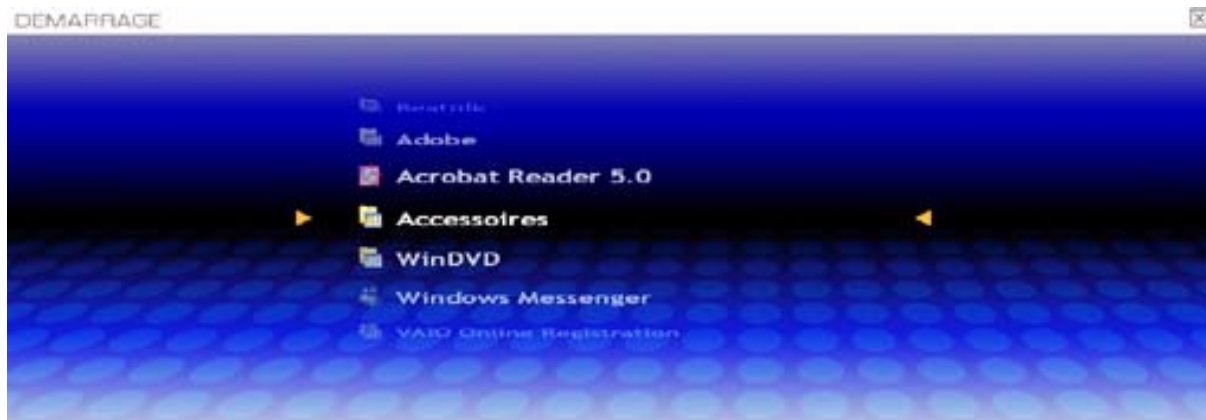 DEMARRAGE
Adobe
Acrobat Reader 5.0
Accessoires
WinDVD
Windows Messenger
VAIO Online Registration